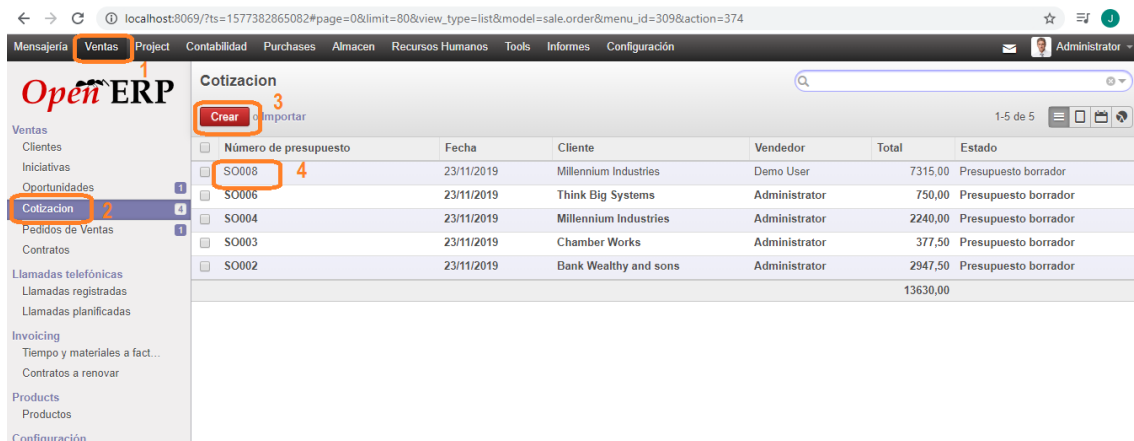 localhost:8069/?ts=1577382865082#page=0&limit=80&view_type=list&model=sale.order&menu_id=309&action=374
J
Mensajería Ventas Project Contabilidad Purchases Almacen Recursos Humanos Tools Informes Configuración Administrator
1
Open ERP
Cotizacion
3
Crear o Importar
1-5 de 5
Ventas
Clientes
Iniciativas
Oportunidades 1
Cotizacion 2 4
Pedidos de Ventas 1
Contratos
Llamadas telefónicas
Llamadas registradas
Llamadas planificadas
Invoicing
Tiempo y materiales a fact...
Contratos a renovar
Products
Productos
Configuración
Número de presupuesto Fecha Cliente Vendedor Total Estado
SO008 4 23/11/2019 Millennium Industries Demo User 7315,00 Presupuesto borrador
SO006 23/11/2019 Think Big Systems Administrator 750,00 Presupuesto borrador
SO004 23/11/2019 Millennium Industries Administrator 2240,00 Presupuesto borrador
SO003 23/11/2019 Chamber Works Administrator 377,50 Presupuesto borrador
SO002 23/11/2019 Bank Wealthy and sons Administrator 2947,50 Presupuesto borrador
13630,00